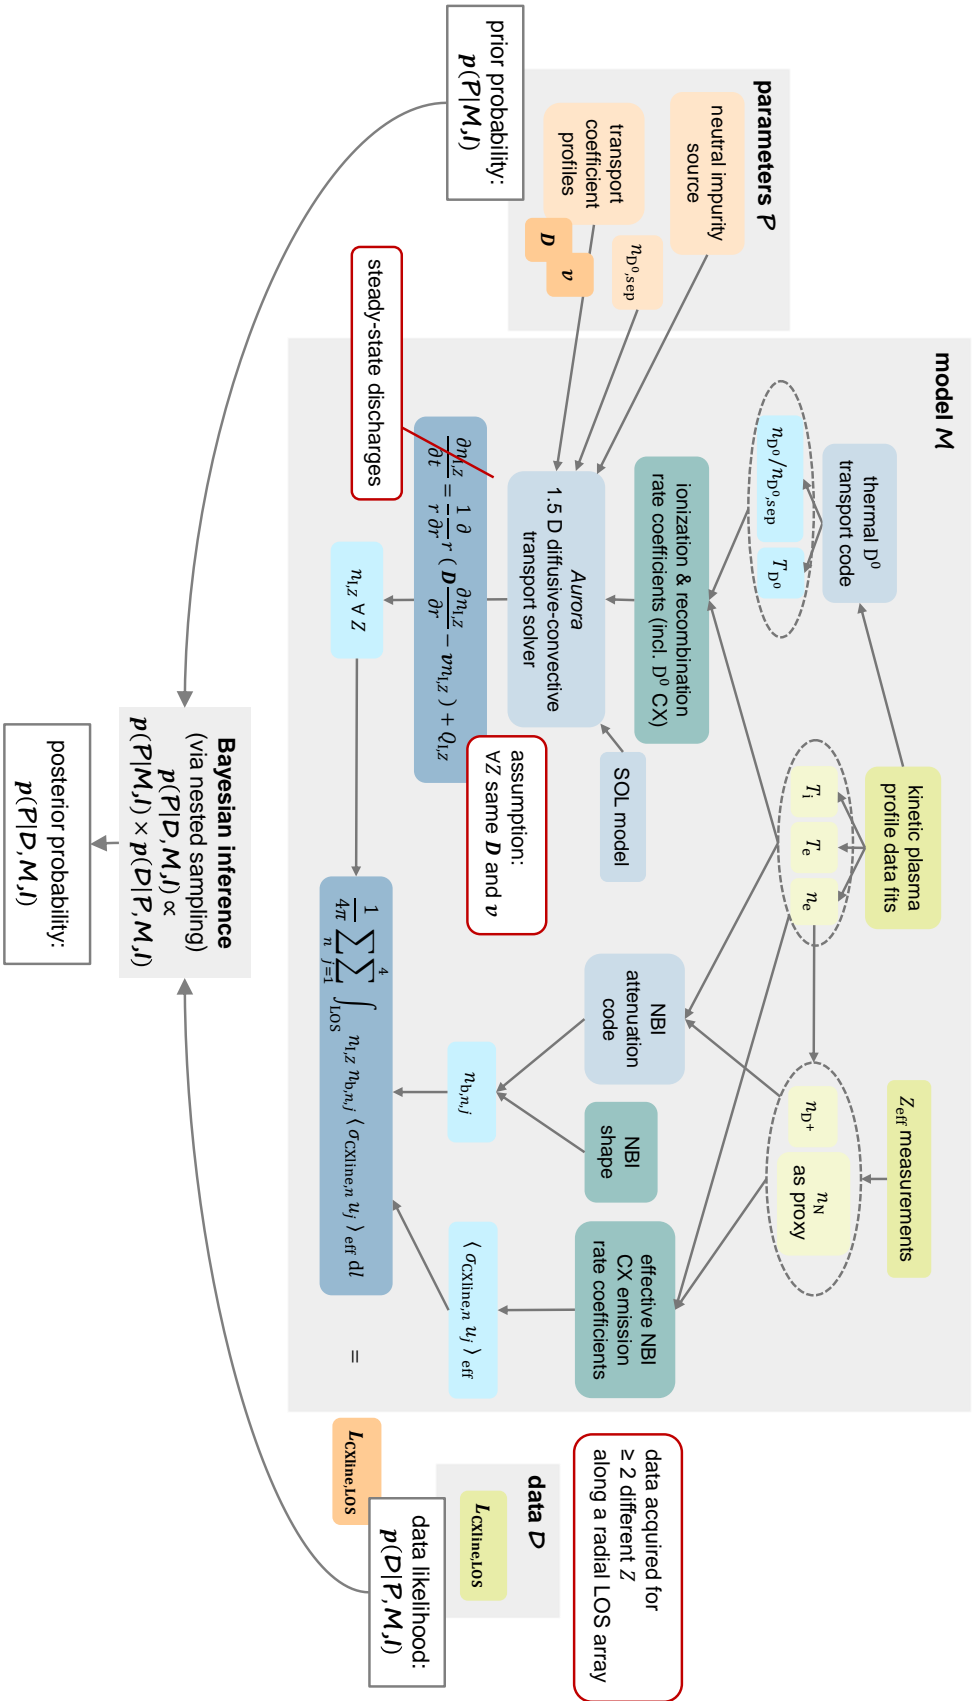 parameters 𝒫
neutral impurity
source
n_{D⁰,sep}
transport
coefficient
profiles
D
v
prior probability:
p(𝒫|ℳ,I)
model ℳ
thermal D⁰
transport code
n_{D⁰}/n_{D⁰,sep}
T_{D⁰}
kinetic plasma
profile data fits
T_i
T_e
n_e
Z_eff measurements
n_{D⁺}
n_N
as proxy
ionization & recombination
rate coefficients (incl. D⁰ CX)
Aurora
1.5 D diffusive-convective
transport solver
SOL model
NBI
attenuation
code
NBI
shape
effective NBI
CX emission
rate coefficients
∂n_{I,Z}/∂t = 1/r ∂/∂r r ( D ∂n_{I,Z}/∂r − v n_{I,Z} ) + Q_{I,Z}
steady-state discharges
assumption:
∀Z same D and v
n_{I,Z} ∀ Z
n_{b,n,j}
⟨ σ_{CXline,n} u_j ⟩_{eff}
1/4π ∑_n ∑_{j=1}^{4} ∫_{LOS} n_{I,Z} n_{b,n,j} ⟨ σ_{CXline,n} u_j ⟩_{eff} dl
=
L_{CXline,LOS}
data acquired for
≥ 2 different Z
along a radial LOS array
data 𝒟
L_{CXline,LOS}
data likelihood:
p(𝒟|𝒫,ℳ,I)
Bayesian inference
(via nested sampling)
p(𝒫|𝒟,ℳ,I) ∝
p(𝒫|ℳ,I) × p(𝒟|𝒫,ℳ,I)
posterior probability:
p(𝒫|𝒟,ℳ,I)